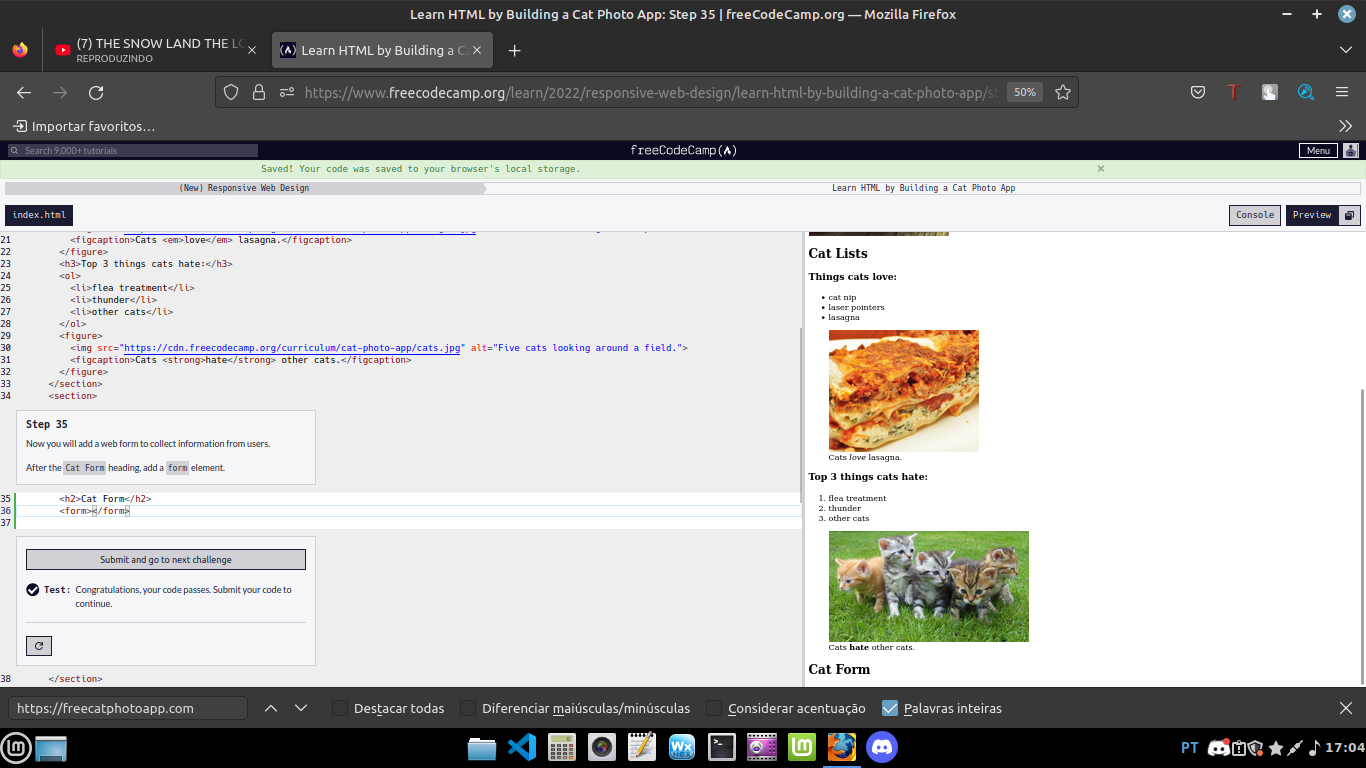 Learn HTML by Building a Cat Photo App: Step 35 | freeCodeCamp.org — Mozilla Firefox
(7) THE SNOW LAND THE LO
REPRODUZINDO
Learn HTML by Building a C
https://www.freecodecamp.org/learn/2022/responsive-web-design/learn-html-by-building-a-cat-photo-app/s
50%
Importar favoritos…
Search 9,000+ tutorials
freeCodeCamp(🔥)
Menu
Saved! Your code was saved to your browser's local storage.
(New) Responsive Web Design
Learn HTML by Building a Cat Photo App
index.html
Console
Preview
21 <figcaption>Cats <em>love</em> lasagna.</figcaption>
22 </figure>
23 <h3>Top 3 things cats hate:</h3>
24 <ol>
25 <li>flea treatment</li>
26 <li>thunder</li>
27 <li>other cats</li>
28 </ol>
29 <figure>
30 <img src="https://cdn.freecodecamp.org/curriculum/cat-photo-app/cats.jpg" alt="Five cats looking around a field.">
31 <figcaption>Cats <strong>hate</strong> other cats.</figcaption>
32 </figure>
33 </section>
34 <section>
Step 35
Now you will add a web form to collect information from users.
After the Cat Form heading, add a form element.
35 <h2>Cat Form</h2>
36 <form></form>
37
Submit and go to next challenge
Test: Congratulations, your code passes. Submit your code to
continue.
38 </section>
Cat Lists
Things cats love:
• cat nip
• laser pointers
• lasagna
Cats love lasagna.
Top 3 things cats hate:
1. flea treatment
2. thunder
3. other cats
Cats hate other cats.
Cat Form
https://freecatphotoapp.com
Destacar todas
Diferenciar maiúsculas/minúsculas
Considerar acentuação
Palavras inteiras
PT
17:04